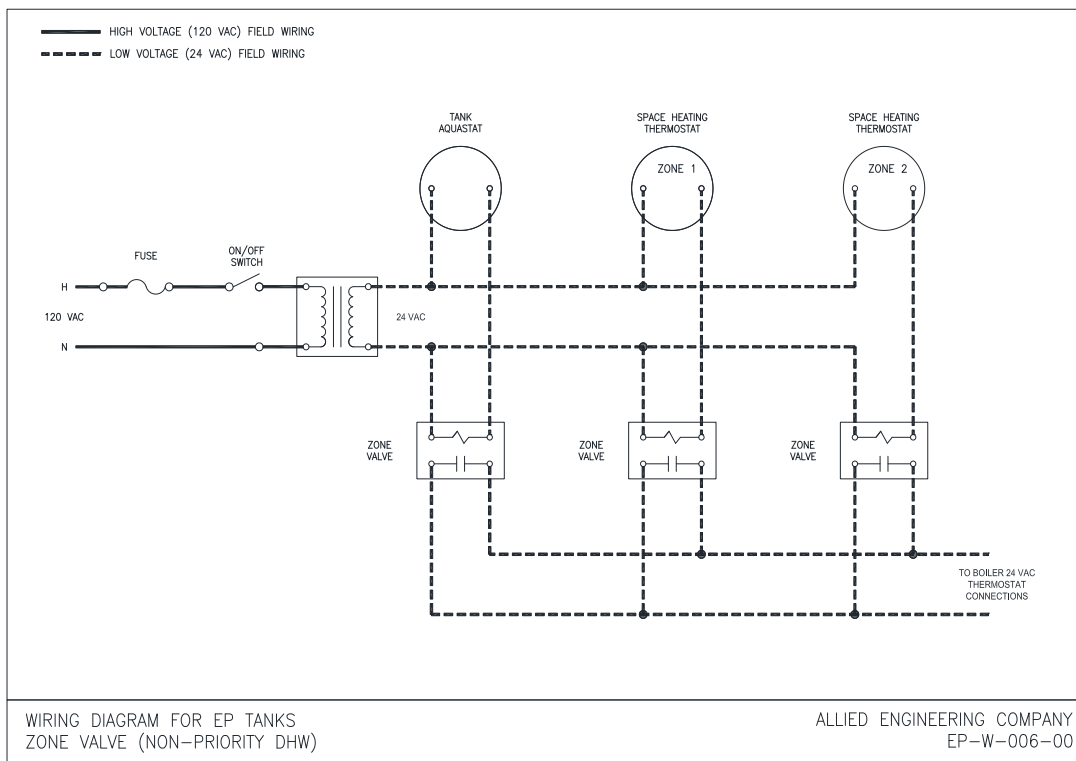 HIGH VOLTAGE (120 VAC) FIELD WIRING
LOW VOLTAGE (24 VAC) FIELD WIRING
TANK
AQUASTAT
SPACE HEATING
THERMOSTAT
ZONE 1
SPACE HEATING
THERMOSTAT
ZONE 2
FUSE
ON/OFF
SWITCH
H
120 VAC
N
24 VAC
ZONE
VALVE
ZONE
VALVE
ZONE
VALVE
TO BOILER 24 VAC
THERMOSTAT
CONNECTIONS
WIRING DIAGRAM FOR EP TANKS
ZONE VALVE (NON-PRIORITY DHW)
ALLIED ENGINEERING COMPANY
EP-W-006-00